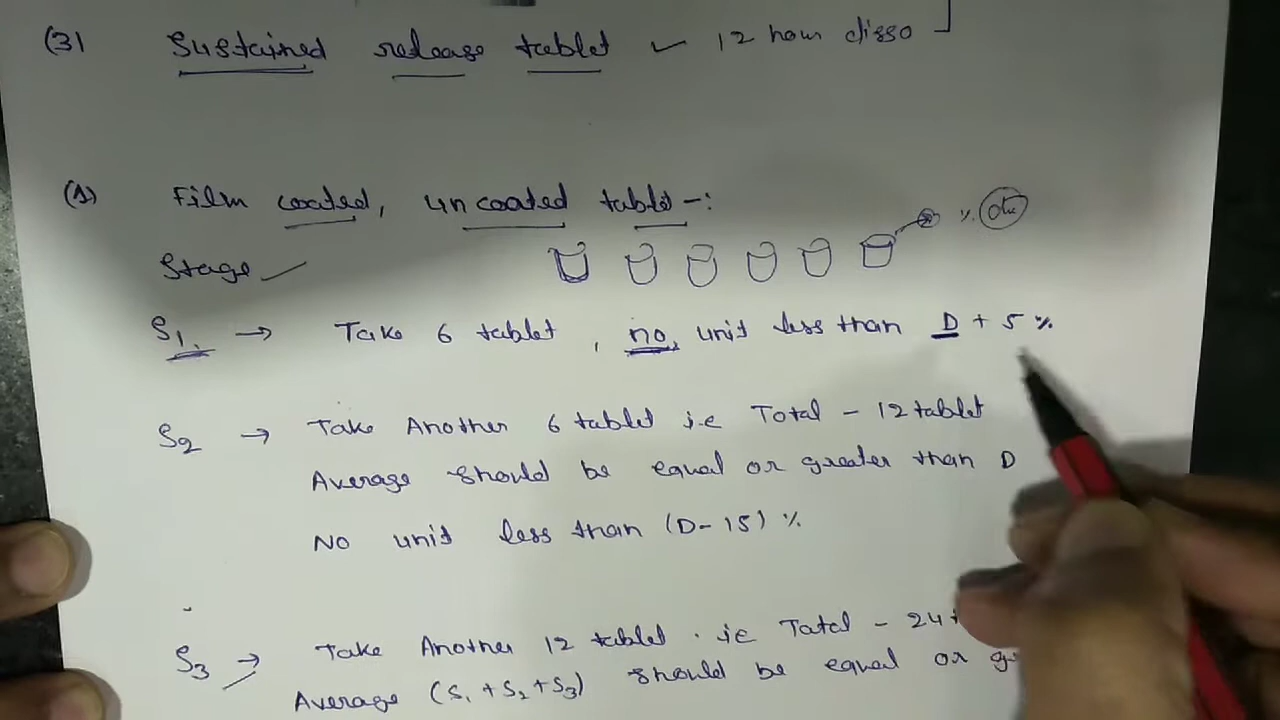 (3) Sustained release tablet ✓ 12 hour disso ]
(1) Film coated, uncoated tablet -:
Stage
S1. → Take 6 tablet, no, unit less than D + 5 %
S2 → Take Another 6 tablet i.e Total - 12 tablet
Average should be equal or greater than D
No unit less than (D-15) %
S3 → Take Another 12 tablet. ie Total - 24
Average (S1 + S2 + S3) should be equal or